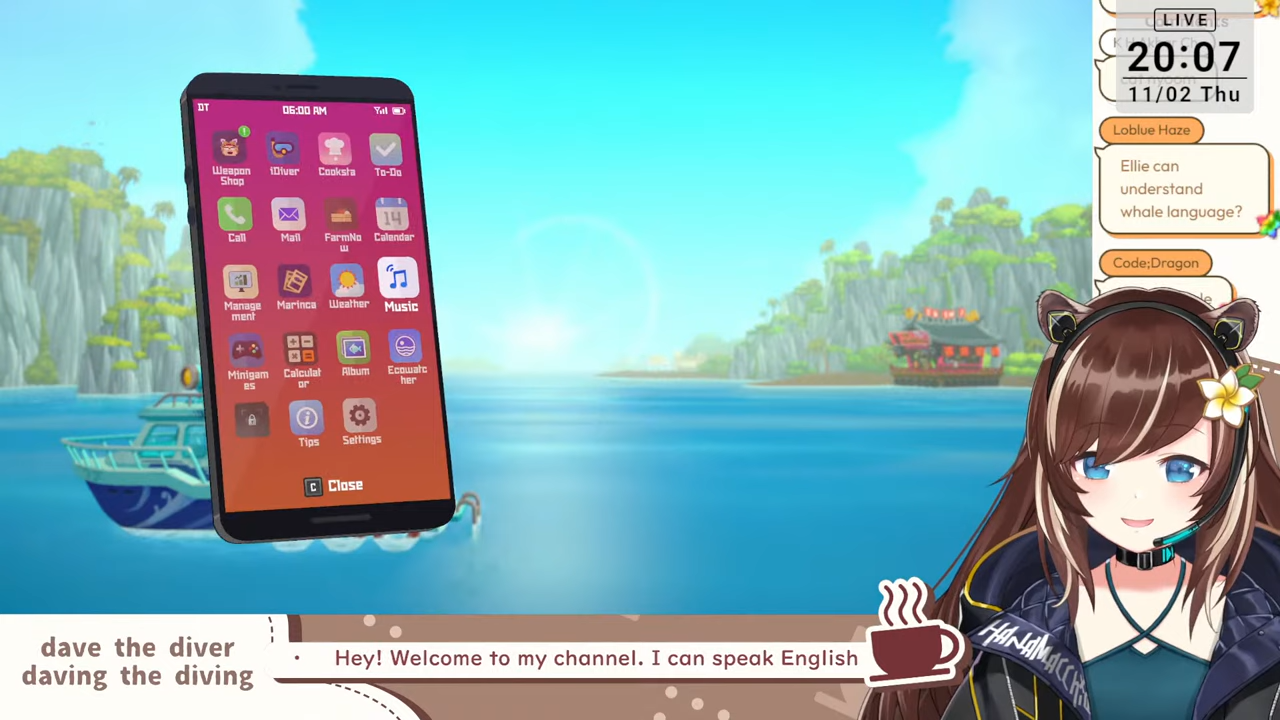 DT
06:00 AM
Weapon
Shop
iDiver
Cooksta
To-Do
Call
Mail
FarmNo
w
14
Calendar
Manage
ment
Marinca
Weather
Music
Minigam
es
Calculat
or
Album
Ecowatc
her
Tips
Settings
C Close
Comments
LIVE
20:07
11/02 Thu
Loblue Haze
Ellie can
understand
whale language?
Code;Dragon
dave the diver
daving the diving
· Hey! Welcome to my channel. I can speak English